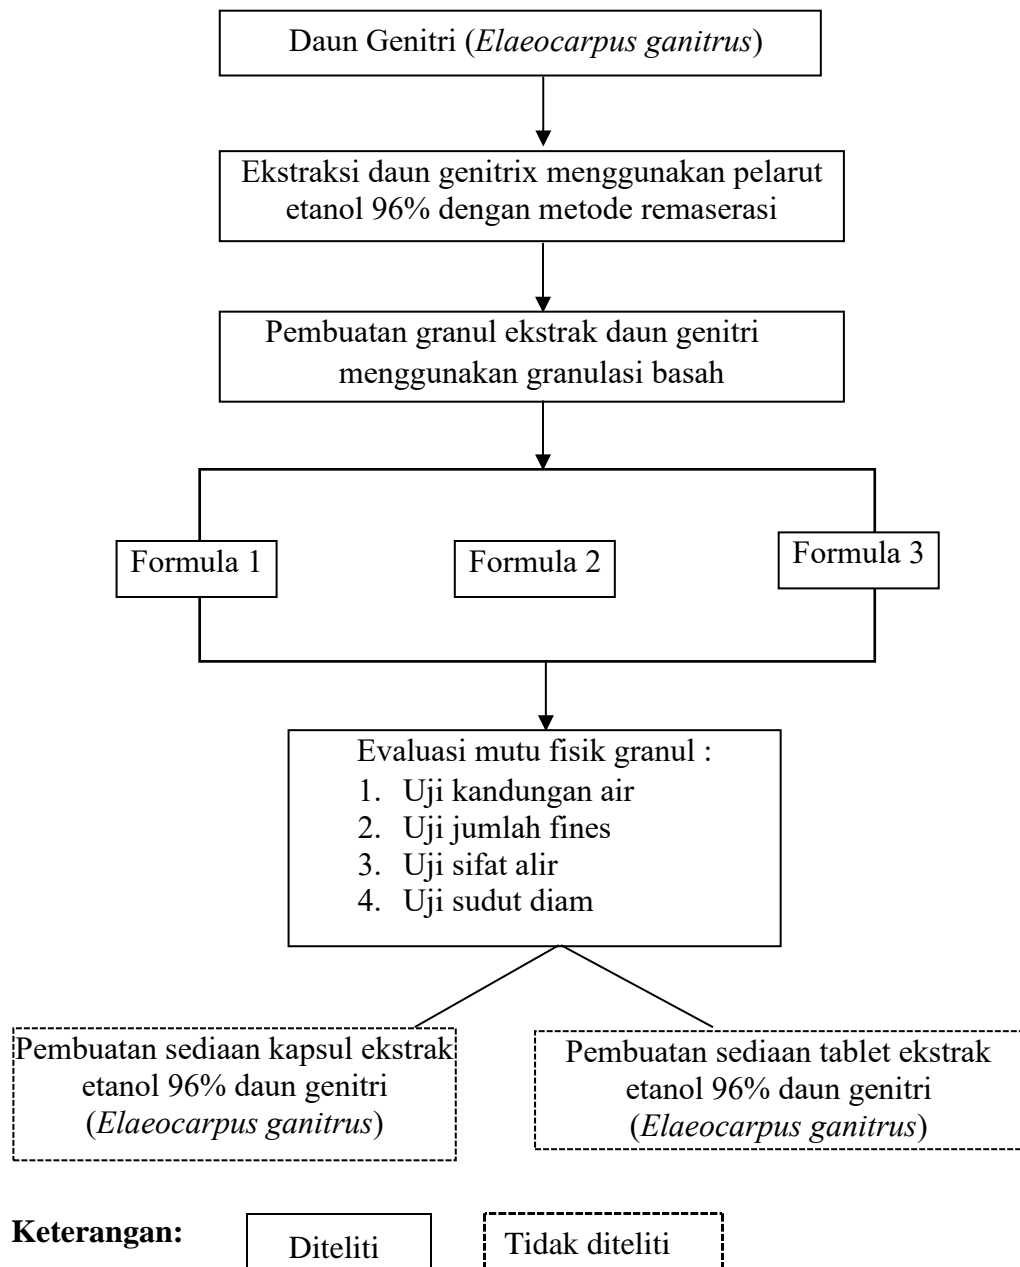 Daun Genitri (Elaeocarpus ganitrus)
Ekstraksi daun genitrix menggunakan pelarut
etanol 96% dengan metode remaserasi
Pembuatan granul ekstrak daun genitri
menggunakan granulasi basah
Formula 1
Formula 2
Formula 3
Evaluasi mutu fisik granul :
1. Uji kandungan air
2. Uji jumlah fines
3. Uji sifat alir
4. Uji sudut diam
Pembuatan sediaan kapsul ekstrak
etanol 96% daun genitri
(Elaeocarpus ganitrus)
Pembuatan sediaan tablet ekstrak
etanol 96% daun genitri
(Elaeocarpus ganitrus)
Keterangan:
Diteliti
Tidak diteliti